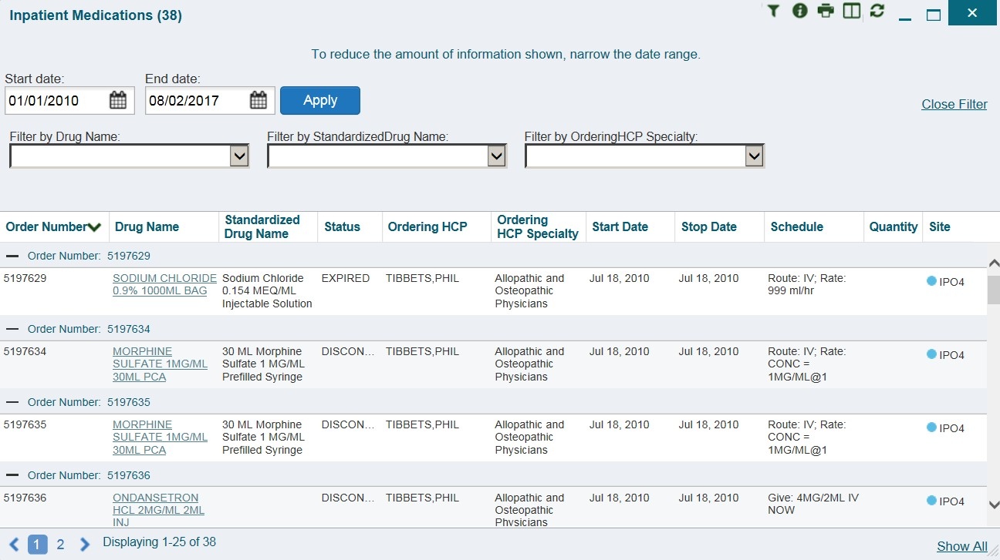 Inpatient Medications (38)
To reduce the amount of information shown, narrow the date range.
Start date:
End date:
01/01/2010
08/02/2017
Apply
Close Filter
Filter by Drug Name:
Filter by StandardizedDrug Name:
Filter by OrderingHCP Specialty:
Order Number
Drug Name
Standardized
Drug Name
Status
Ordering HCP
Ordering
HCP Specialty
Start Date
Stop Date
Schedule
Quantity
Site
Order Number: 5197629
5197629
SODIUM CHLORIDE
0.9% 1000ML BAG
Sodium Chloride
0.154 MEQ/ML
Injectable Solution
EXPIRED
TIBBETS,PHIL
Allopathic and
Osteopathic
Physicians
Jul 18, 2010
Jul 18, 2010
Route: IV; Rate:
999 ml/hr
IPO4
Order Number: 5197634
5197634
MORPHINE
SULFATE 1MG/ML
30ML PCA
30 ML Morphine
Sulfate 1 MG/ML
Prefilled Syringe
DISCON...
TIBBETS,PHIL
Allopathic and
Osteopathic
Physicians
Jul 18, 2010
Jul 18, 2010
Route: IV; Rate:
CONC =
1MG/ML@1
IPO4
Order Number: 5197635
5197635
MORPHINE
SULFATE 1MG/ML
30ML PCA
30 ML Morphine
Sulfate 1 MG/ML
Prefilled Syringe
DISCON...
TIBBETS,PHIL
Allopathic and
Osteopathic
Physicians
Jul 18, 2010
Jul 18, 2010
Route: IV; Rate:
CONC =
1MG/ML@1
IPO4
Order Number: 5197636
5197636
ONDANSETRON
HCL 2MG/ML 2ML
INJ
DISCON...
TIBBETS,PHIL
Allopathic and
Osteopathic
Physicians
Jul 18, 2010
Jul 18, 2010
Give: 4MG/2ML IV
NOW
IPO4
1 2 Displaying 1-25 of 38
Show All